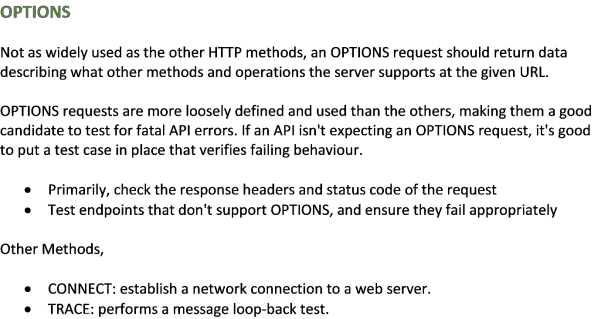 OPTIONS
Not as widely used as the other HTTP methods, an OPTIONS request should return data
describing what other methods and operations the server supports at the given URL.
OPTIONS requests are more loosely defined and used than the others, making them a good
candidate to test for fatal API errors. If an API isn't expecting an OPTIONS request, it's good
to put a test case in place that verifies failing behaviour.
• Primarily, check the response headers and status code of the request
• Test endpoints that don't support OPTIONS, and ensure they fail appropriately
Other Methods,
• CONNECT: establish a network connection to a web server.
• TRACE: performs a message loop-back test.